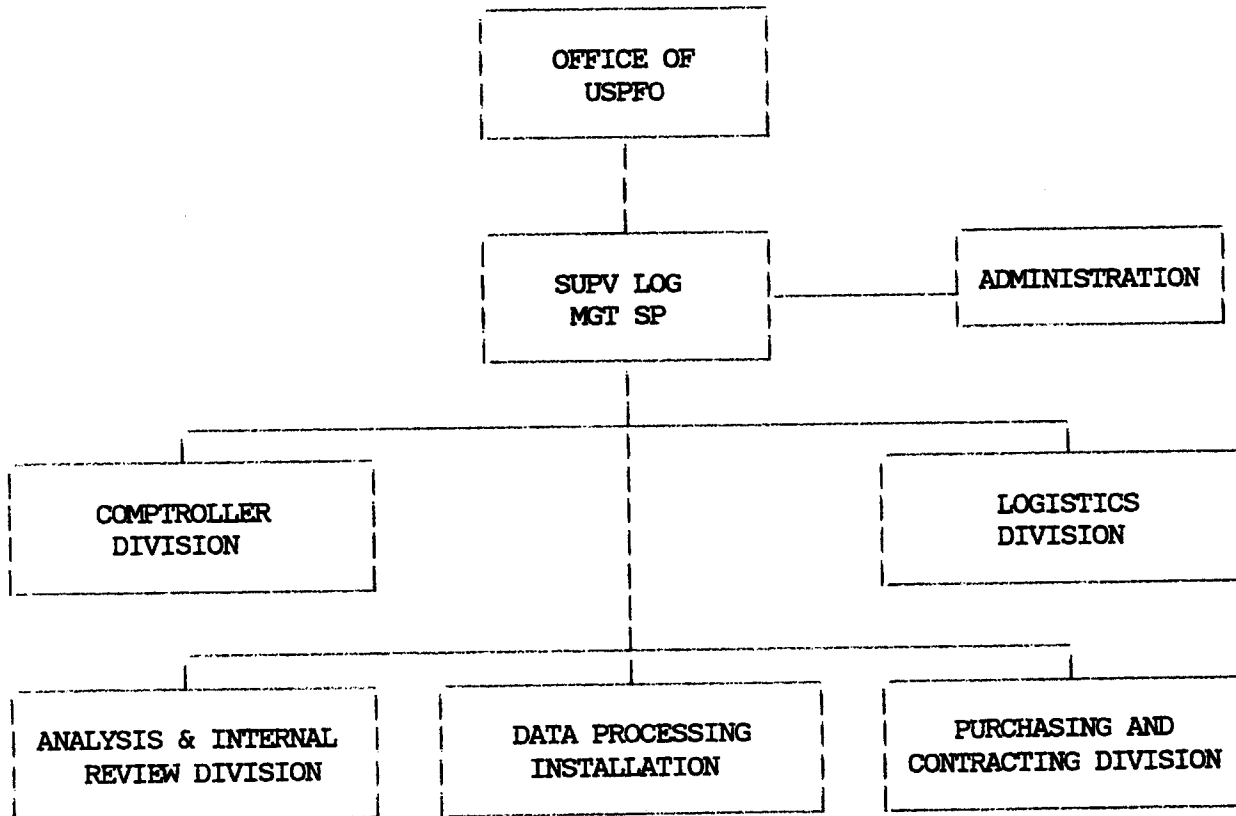 OFFICE OF
USPFO
SUPV LOG
MGT SP
ADMINISTRATION
COMPTROLLER
DIVISION
LOGISTICS
DIVISION
ANALYSIS & INTERNAL
REVIEW DIVISION
DATA PROCESSING
INSTALLATION
PURCHASING AND
CONTRACTING DIVISION